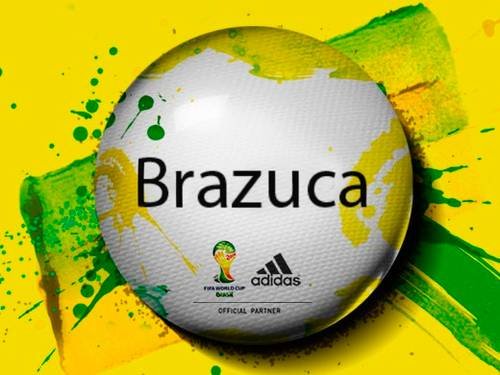 Brazuca
FIFA WORLD CUP
Brasil
adidas
OFFICIAL PARTNER